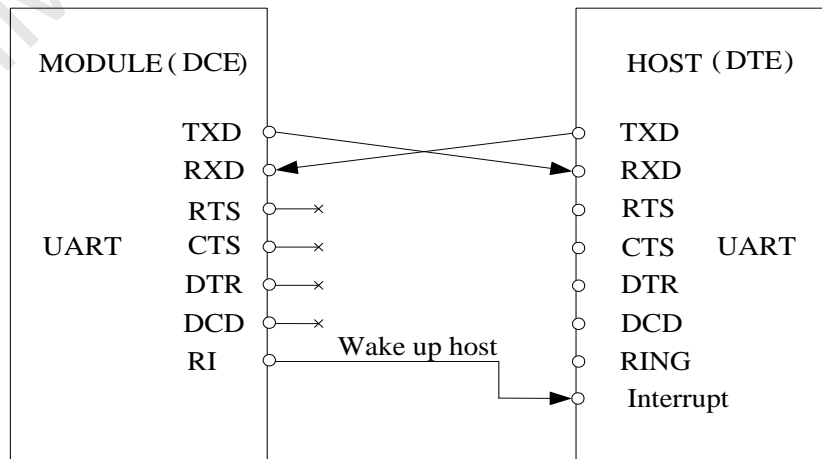 MODULE ( DCE)
TXD
RXD
RTS
UART CTS
DTR
DCD
RI
Wake up host
HOST (DTE)
TXD
RXD
RTS
CTS UART
DTR
DCD
RING
Interrupt